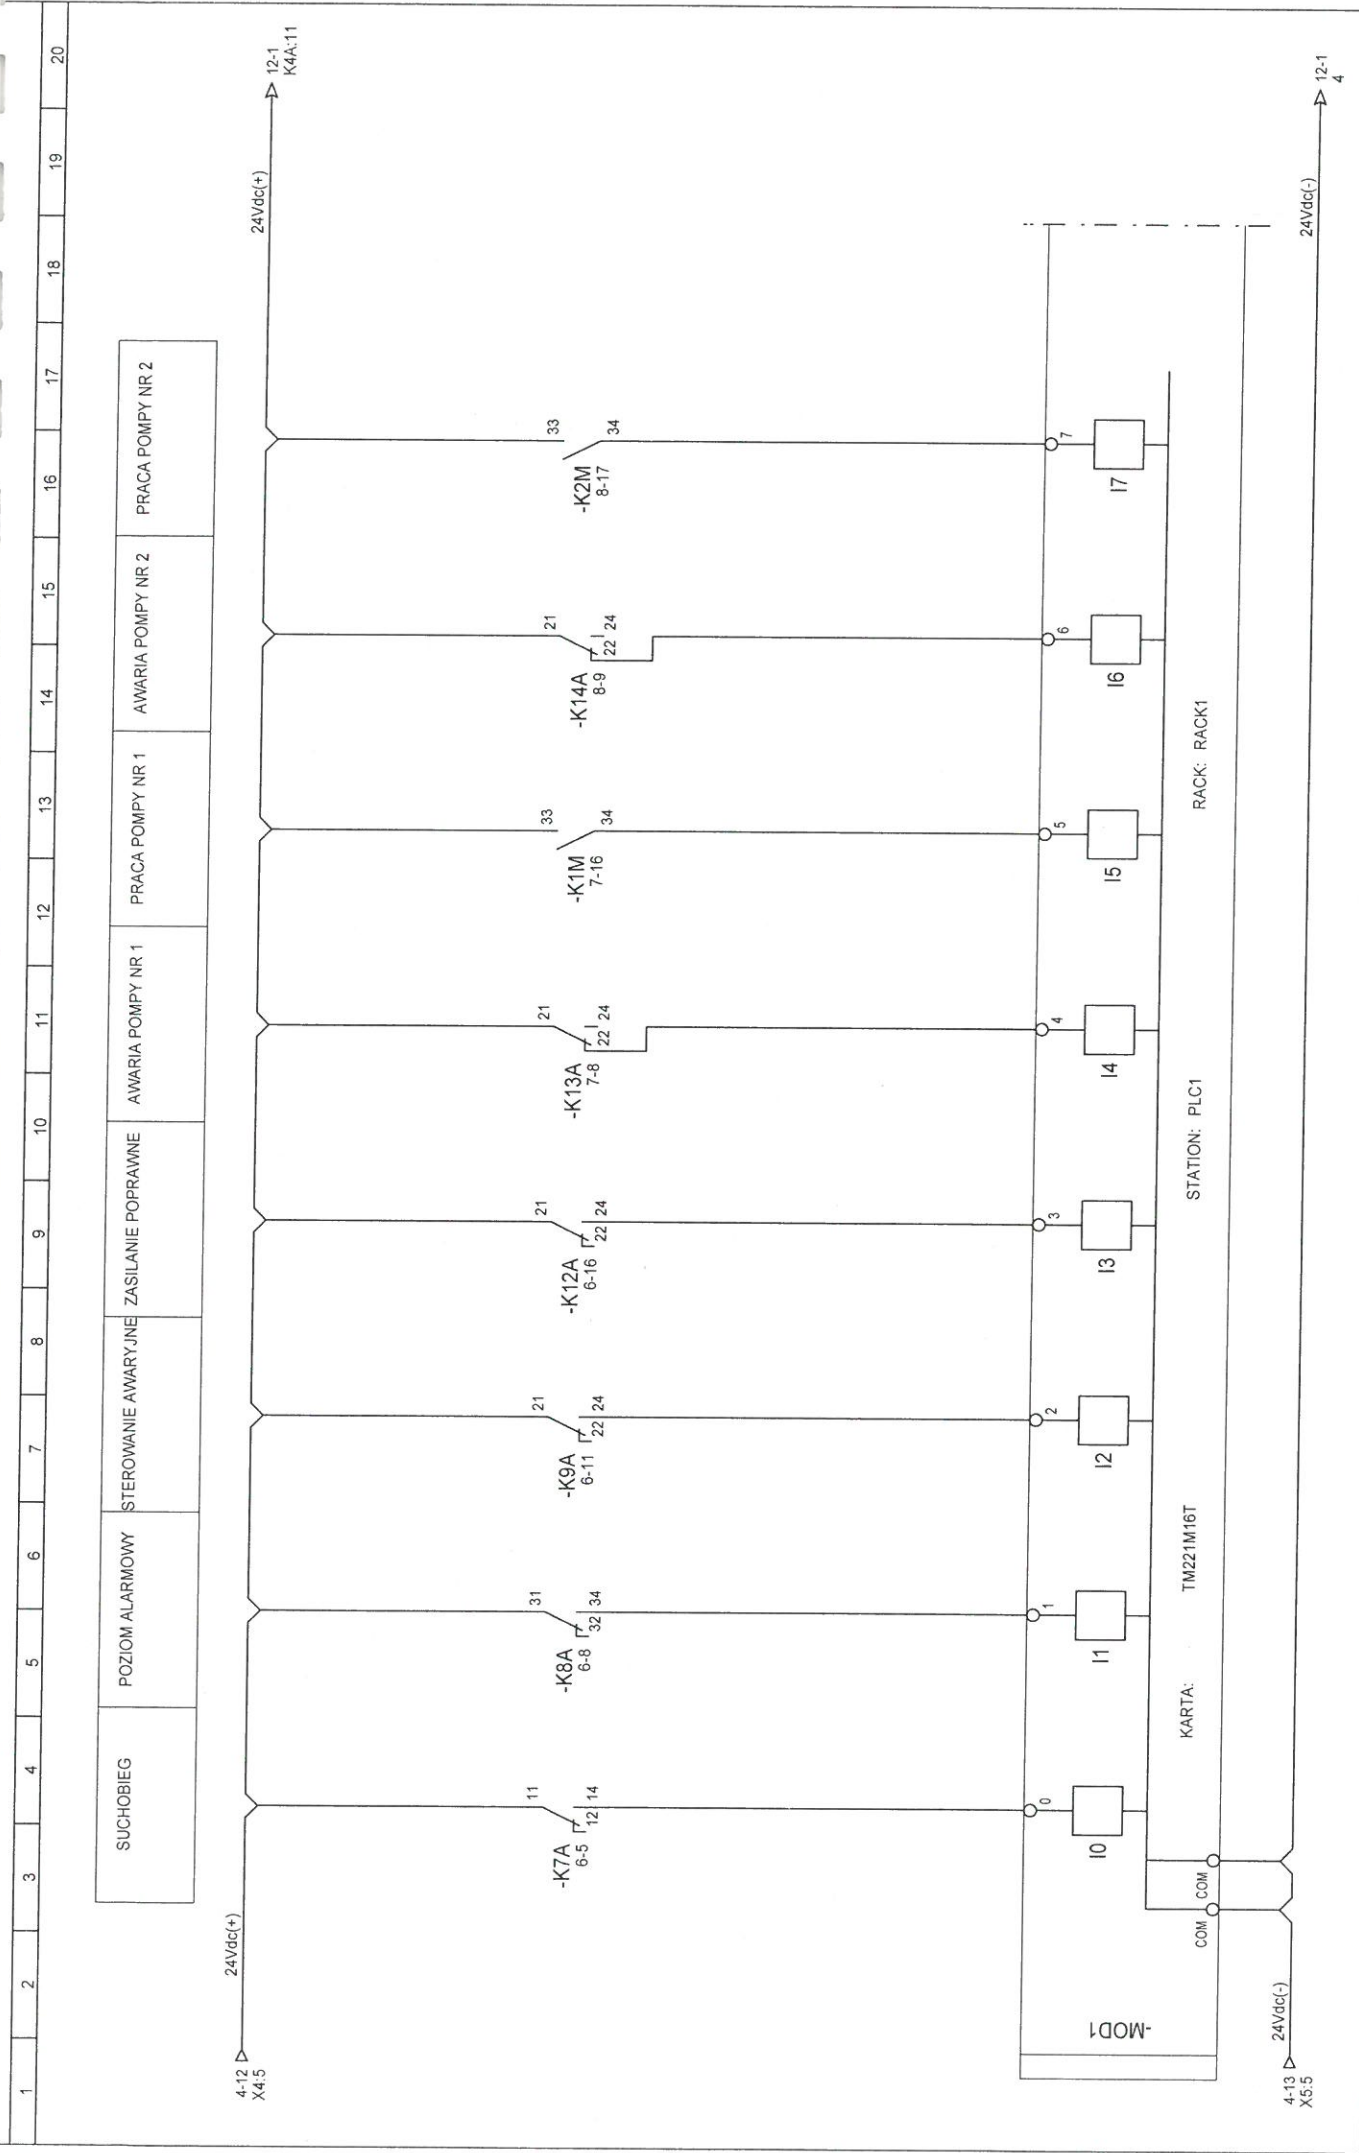 1 2 3 4 5 6 7 8 9 10 11 12 13 14 15 16 17 18 19 20
SUCHOBIEG
POZIOM ALARMOWY
STEROWANIE AWARYJNE
ZASILANIE POPRAWNE
AWARIA POMPY NR 1
PRACA POMPY NR 1
AWARIA POMPY NR 2
PRACA POMPY NR 2
4-12
X4:5
24Vdc(+)
24Vdc(+)
12-1
K4A:11
11
-K7A
6-5
12 14
31
-K8A
6-8
32 34
21
-K9A
6-11
22 24
21
-K12A
6-16
22 24
21
-K13A
7-8
22 24
33
-K1M
7-16
34
21
-K14A
8-9
22 24
33
-K2M
8-17
34
0 1 2 3 4 5 6 7
-MOD1
I0 I1 I2 I3 I4 I5 I6 I7
COM COM
KARTA: TM221M16T STATION: PLC1 RACK: RACK1
4-13
X5:5
24Vdc(-)
24Vdc(-)
12-1
4